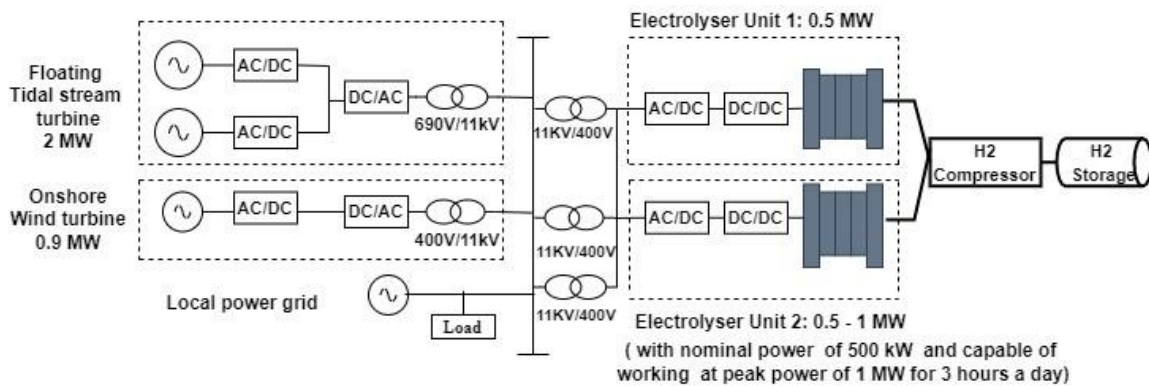 Floating
Tidal stream
turbine
2 MW
AC/DC
AC/DC
DC/AC
690V/11kV
Onshore
Wind turbine
0.9 MW
AC/DC
DC/AC
400V/11kV
Local power grid
Load
11KV/400V
11KV/400V
11KV/400V
Electrolyser Unit 1: 0.5 MW
AC/DC
DC/DC
AC/DC
DC/DC
Electrolyser Unit 2: 0.5 - 1 MW
( with nominal power of 500 kW and capable of
working at peak power of 1 MW for 3 hours a day)
H2
Compressor
H2
Storage